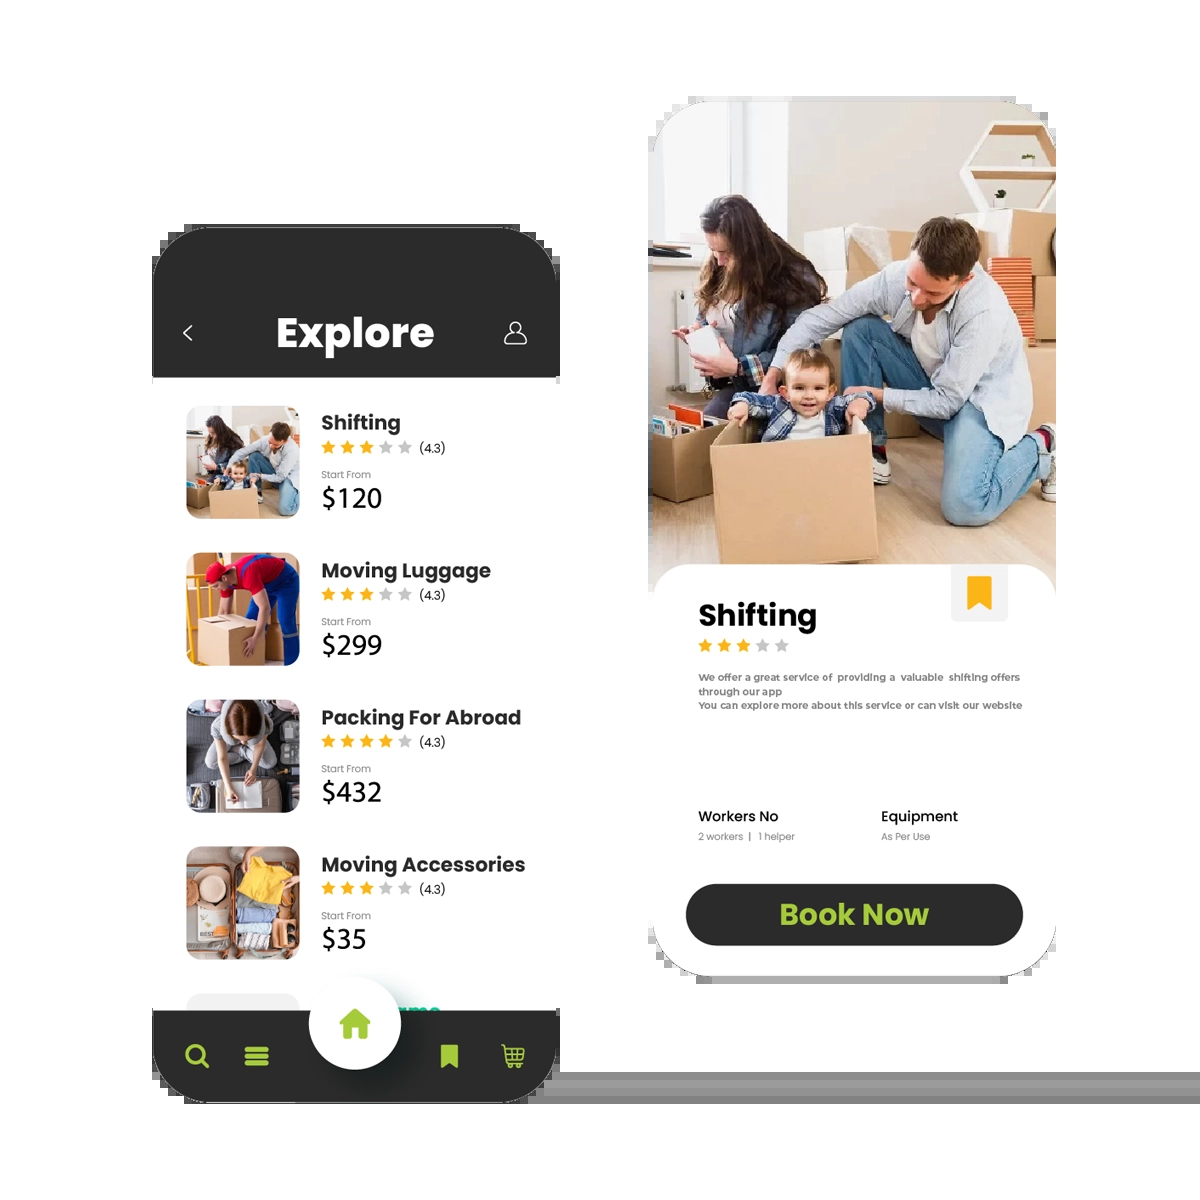 Explore
Shifting
(4.3)
Start From
$120
Moving Luggage
(4.3)
Start From
$299
Packing For Abroad
(4.3)
Start From
$432
Moving Accessories
(4.3)
Start From
$35
Shifting
We offer a great service of providing a valuable shifting offers
through our app
You can explore more about this service or can visit our website
Workers No
2 workers | 1 helper
Equipment
As Per Use
Book Now